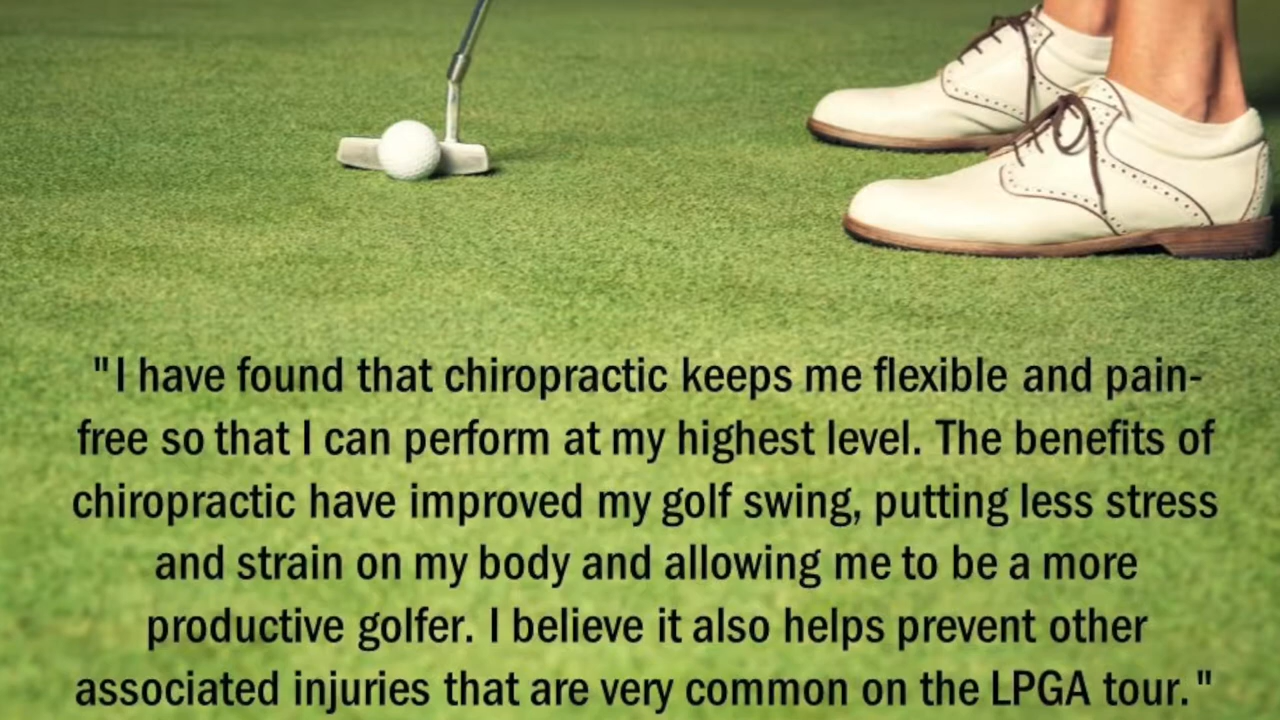 "I have found that chiropractic keeps me flexible and pain-
free so that I can perform at my highest level. The benefits of
chiropractic have improved my golf swing, putting less stress
and strain on my body and allowing me to be a more
productive golfer. I believe it also helps prevent other
associated injuries that are very common on the LPGA tour."